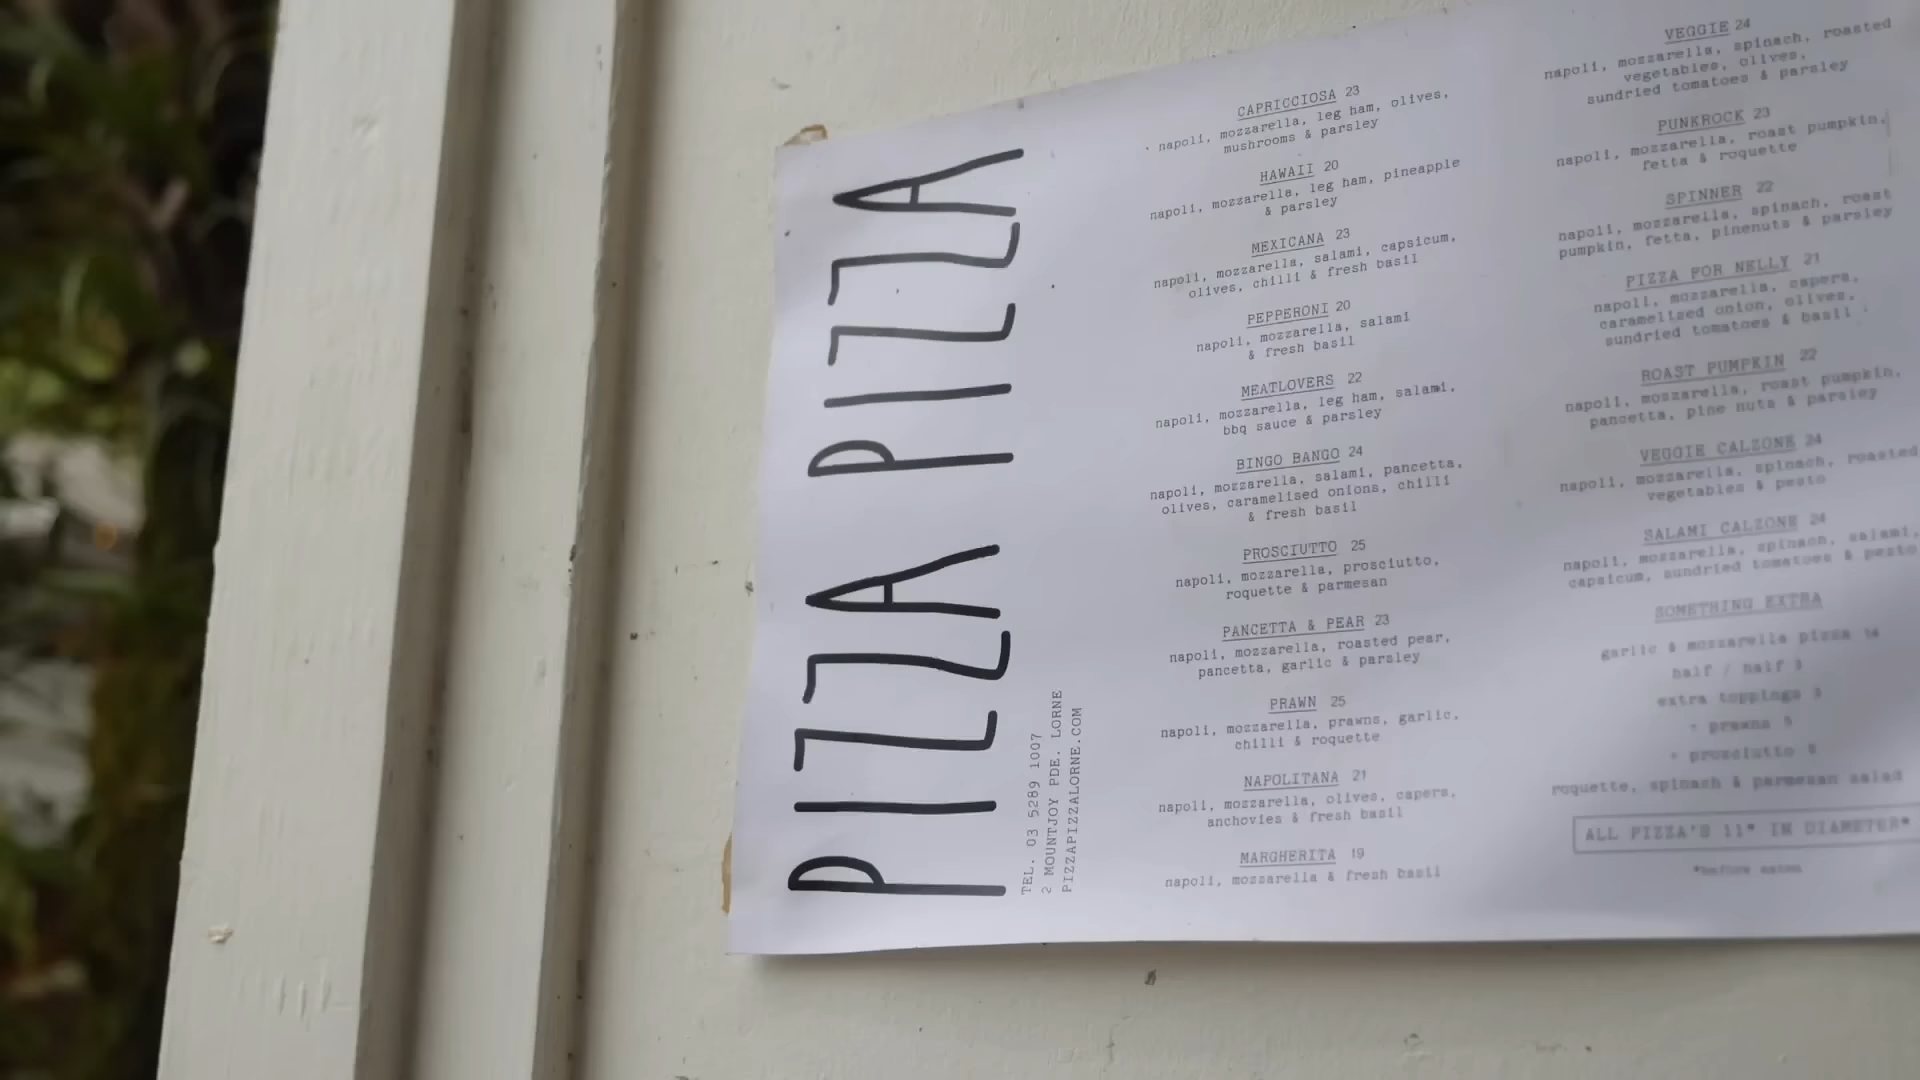 PIZZA PIZZA
TEL. 03 5289 1007
2 MOUNTJOY PDE. LORNE
PIZZAPIZZALORNE.COM
CAPRICCIOSA 23
napoli, mozzarella, leg ham, olives,
mushrooms & parsley
HAWAII 20
napoli, mozzarella, leg ham, pineapple
& parsley
MEXICANA 23
napoli, mozzarella, salami, capsicum,
olives, chilli & fresh basil
PEPPERONI 20
napoli, mozzarella, salami
& fresh basil
MEATLOVERS 22
napoli, mozzarella, leg ham, salami,
bbq sauce & parsley
BINGO BANGO 24
napoli, mozzarella, salami, pancetta,
olives, caramelised onions, chilli
& fresh basil
PROSCIUTTO 25
napoli, mozzarella, prosciutto,
roquette & parmesan
PANCETTA & PEAR 23
napoli, mozzarella, roasted pear,
pancetta, garlic & parsley
PRAWN 25
napoli, mozzarella, prawns, garlic,
chilli & roquette
NAPOLITANA 21
napoli, mozzarella, olives, capers,
anchovies & fresh basil
MARGHERITA 19
napoli, mozzarella & fresh basil
VEGGIE 24
napoli, mozzarella, spinach, roasted
vegetables, olives,
sundried tomatoes & parsley
PUNKROCK 23
napoli, mozzarella, roast pumpkin,
fetta & roquette
SPINNER 22
napoli, mozzarella, spinach, roast
pumpkin, fetta, pinenuts & parsley
PIZZA FOR NELLY 21
napoli, mozzarella, capers,
caramelised onion, olives,
sundried tomatoes & basil
ROAST PUMPKIN 22
napoli, mozzarella, roast pumpkin,
pancetta, pine nuts & parsley
VEGGIE CALZONE 24
napoli, mozzarella, spinach, roasted
vegetables & pesto
SALAMI CALZONE 24
napoli, mozzarella, spinach, salami,
capsicum, sundried tomatoes & pesto
SOMETHING EXTRA
garlic & mozzarella pizza 14
half / half 3
extra toppings 3
+ prawns 5
+ prosciutto
roquette, spinach & parmesan salad
ALL PIZZA'S 11" IN DIAMETER*
*before eaten